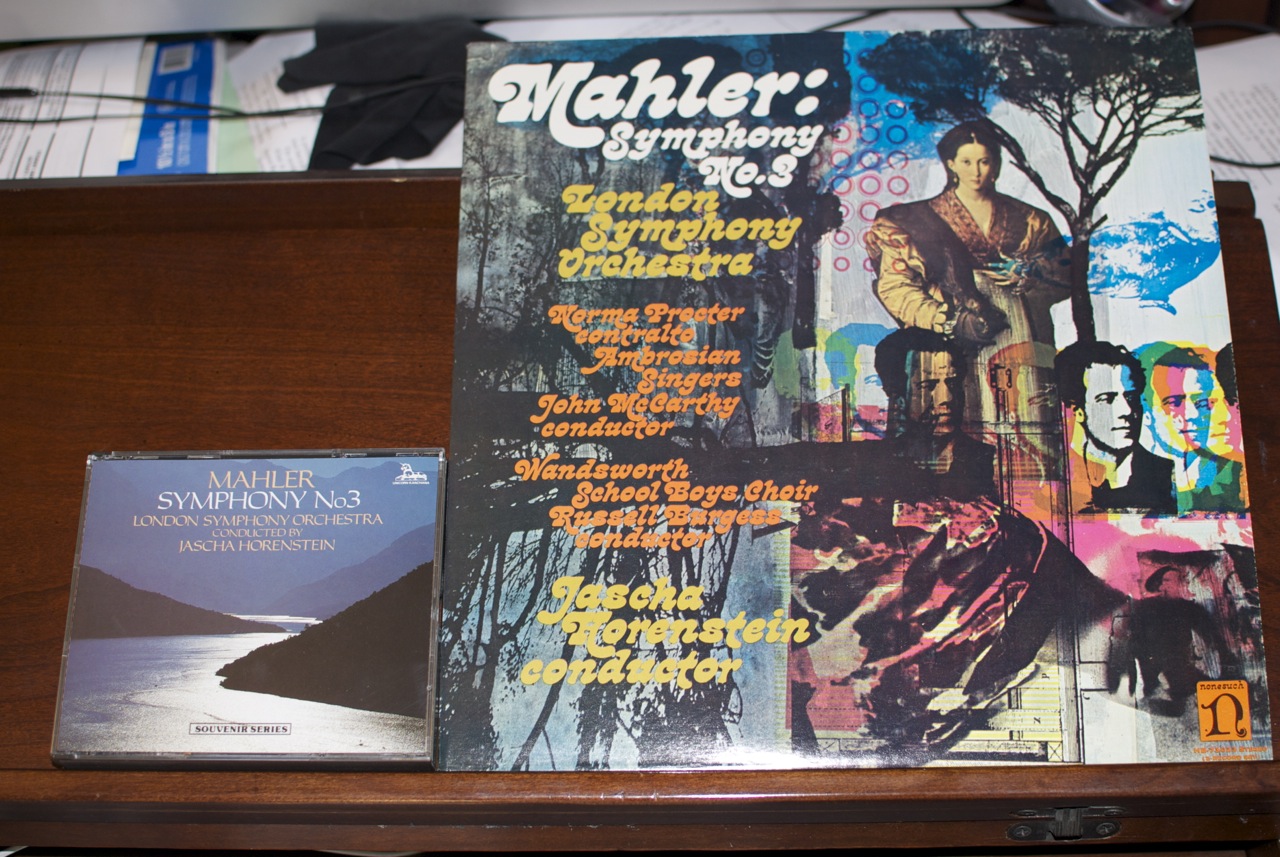 MAHLER
SYMPHONY No3
LONDON SYMPHONY ORCHESTRA
CONDUCTED BY
JASCHA HORENSTEIN
SOUVENIR SERIES
Mahler:
Symphony
No.3
London
Symphony
Orchestra
Norma Procter
contralto
Ambrosian
Singers
John McCarthy
conductor
Wandsworth
School Boys Choir
Russell Burgess
conductor
Jascha
Horenstein
conductor
nonesuch
n